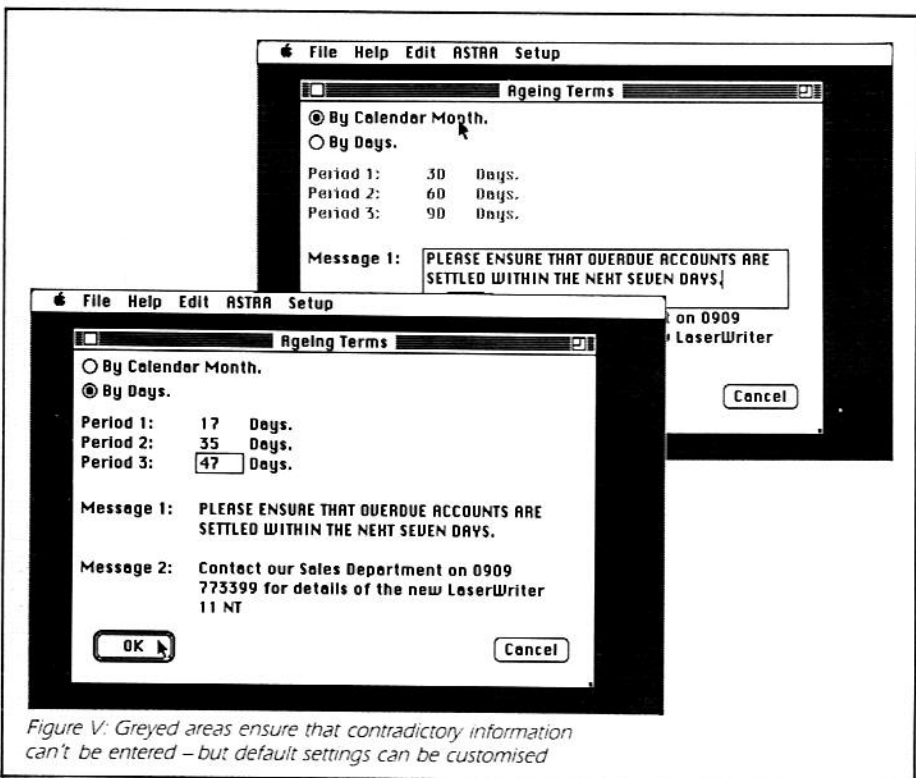 File Help Edit ASTRA Setup
Ageing Terms
By Calendar Month.
By Days.
Period 1: 30 Days.
Period 2: 60 Days.
Period 3: 90 Days.
Message 1: PLEASE ENSURE THAT OVERDUE ACCOUNTS ARE
SETTLED WITHIN THE NEXT SEVEN DAYS.
t on 0909
LaserWriter
Cancel
File Help Edit ASTRA Setup
Ageing Terms
By Calendar Month.
By Days.
Period 1: 17 Days.
Period 2: 35 Days.
Period 3: 47 Days.
Message 1: PLEASE ENSURE THAT OVERDUE ACCOUNTS ARE
SETTLED WITHIN THE NEXT SEVEN DAYS.
Message 2: Contact our Sales Department on 0909
773399 for details of the new LaserWriter
11 NT
OK
Cancel
Figure V: Greyed areas ensure that contradictory information
can't be entered – but default settings can be customised